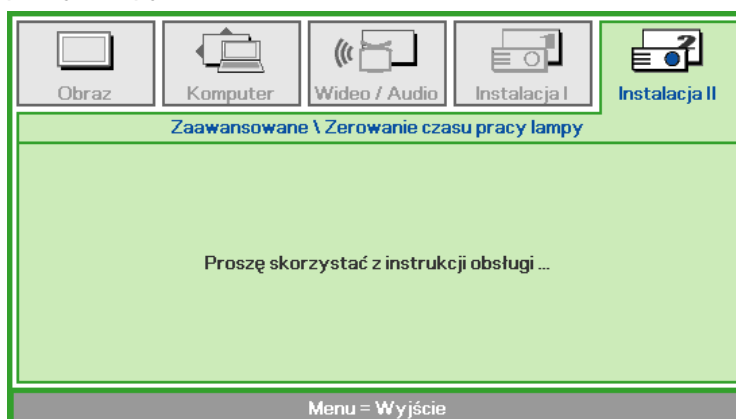 Obraz
Komputer
Wideo / Audio
Instalacja I
Instalacja II
Zaawansowane \ Zerowanie czasu pracy lampy
Proszę skorzystać z instrukcji obsługi ...
Menu = Wyjście